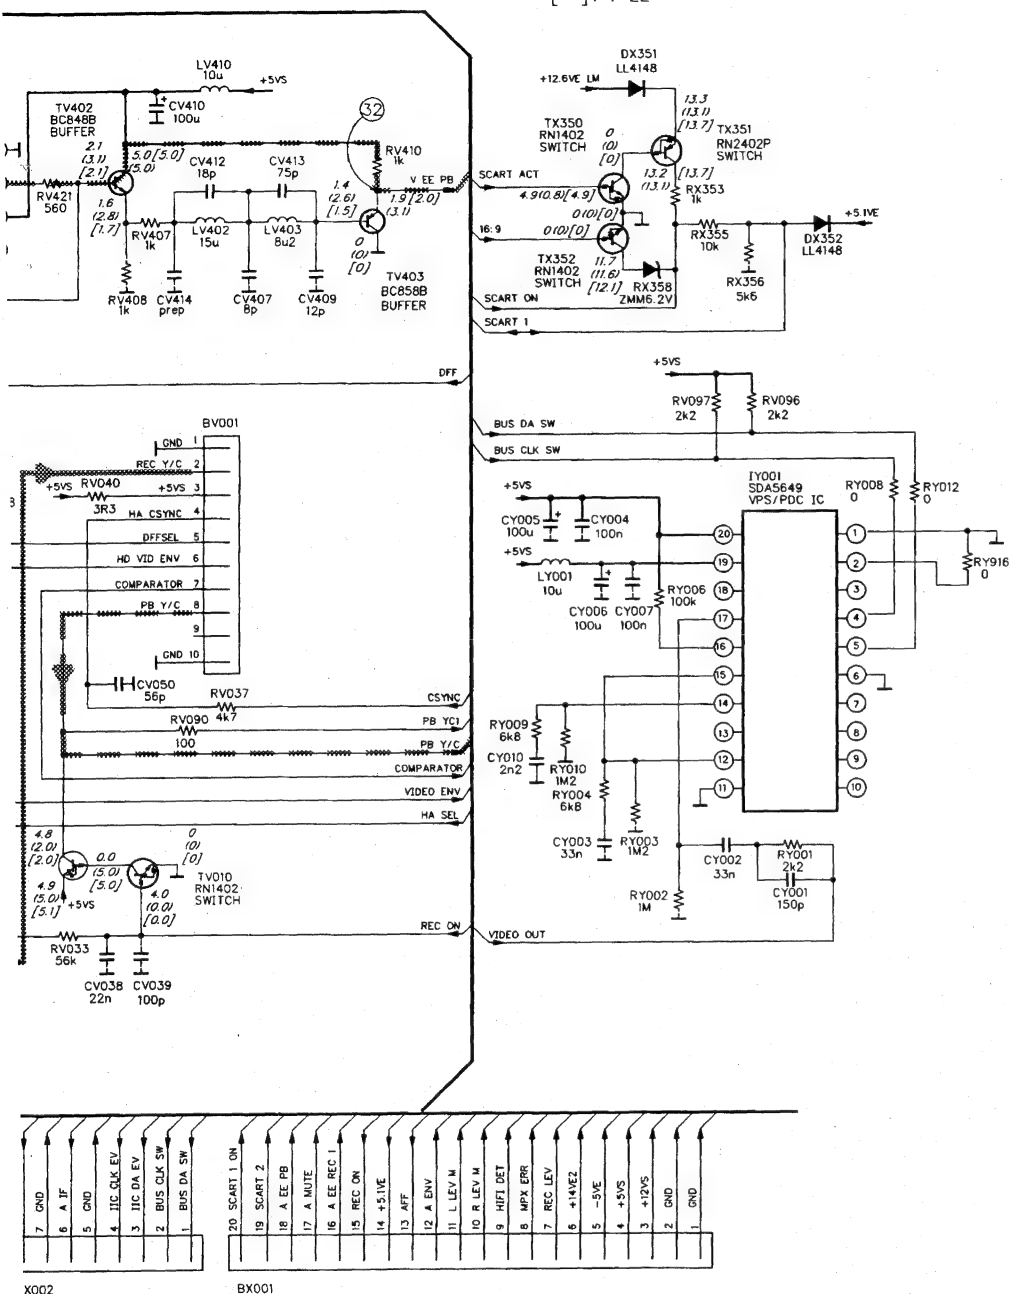 LV410
10u
+5VS
TV402
BC848B
BUFFER
CV410
100u
32
2.1
(3.1)
[2.1]
5.0[5.0]
(5.0)
CV412
18p
CV413
75p
RV410
1k
V EE PB
1.4
(2.6)
[1.5]
1.9[2.0]
(3.1)
RV421
560
1.6
(2.8)
[1.7]
RV407
1k
LV402
15u
LV403
8u2
0
(0)
[0]
TV403
BC858B
BUFFER
RV408
1k
CV414
prep
CV407
8p
CV409
12p
DX351
LL4148
+12.6VE LM
13.3
(13.1)
[13.7]
TX350
RN1402
SWITCH
0
(0)
[0]
TX351
RN2402P
SWITCH
SCART ACT
4.9(0.8)[4.9]
13.2
(13.1)
[13.7]
RX353
1k
0(0)[0]
16:9
0(0)[0]
RX355
10k
+5.1VE
DX352
LL4148
TX352
RN1402
SWITCH
11.7
(11.6)
[12.1]
RX358
ZMM6.2V
RX356
5k6
SCART ON
SCART 1
DFF
+5VS
RV097
2k2
RV096
2k2
BUS DA SW
BUS CLK SW
BV001
GND 1
REC Y/C 2
RV040
3R3
+5VS
+5VS 3
HA CSYNC 4
DFFSEL 5
HD VID ENV 6
COMPARATOR 7
PB Y/C 8
9
GND 10
CV050
56p
RV037
4k7
CSYNC
RV090
100
PB YC1
PB Y/C
COMPARATOR
VIDEO ENV
HA SEL
IY001
SDA5649
VPS/PDC IC
RY008
0
RY012
0
+5VS
CY005
100u
CY004
100n
+5VS
LY001
10u
CY006
100u
CY007
100n
RY006
100k
RY916
0
20
19
18
17
16
15
14
13
12
11
1
2
3
4
5
6
7
8
9
10
RY009
6k8
CY010
2n2
RY010
1M2
RY004
6k8
CY003
33n
RY003
1M2
CY002
33n
RY001
2k2
CY001
150p
RY002
1M
4.8
(2.0)
[2.0]
0.0
(5.0)
[5.0]
0
(0)
[0]
TV010
RN1402
SWITCH
4.9
(5.0)
[5.1]
+5VS
4.0
(0.0)
[0.0]
REC ON
VIDEO OUT
RV033
56k
CV038
22n
CV039
100p
7 GND
6 A IF
5 GND
4 IIC CLK EV
3 IIC DA EV
2 BUS CLK SW
1 BUS DA SW
20 SCART 1 ON
19 SCART 2
18 A EE PB
17 A MUTE
16 A EE REC 1
15 REC ON
14 +5.1VE
13 AFF
12 A ENV
11 L LEV M
10 R LEV M
9 HIFI DET
8 MPX ERR
7 REC LEV
6 +14VE2
5 -5VE
4 +5VS
3 +12VS
2 GND
1 GND
X002
BX001